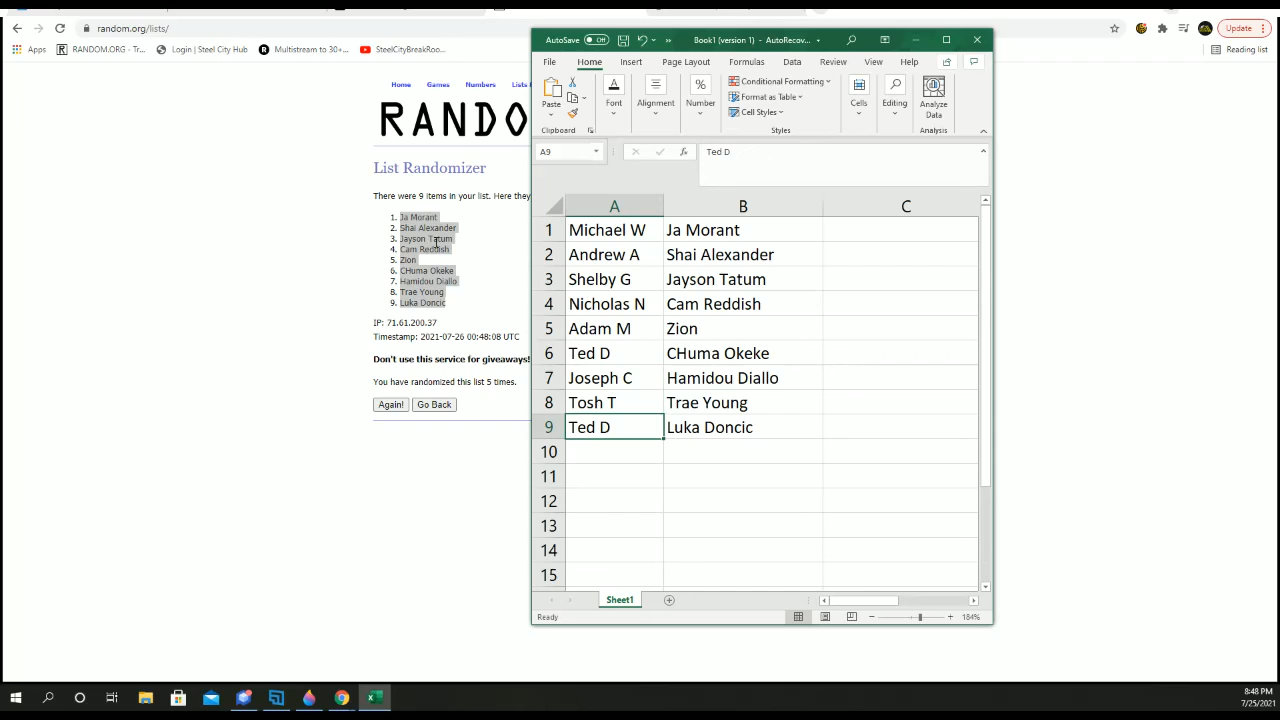 random.org/lists/
Update
Apps
RANDOM.ORG - Tr...
Login | Steel City Hub
Multistream to 30+...
SteelCityBreakRoo...
Reading list
Home Games Numbers Lists
RANDO
List Randomizer
There were 9 items in your list. Here they
1. Ja Morant
2. Shai Alexander
3. Jayson Tatum
4. Cam Reddish
5. Zion
6. CHuma Okeke
7. Hamidou Diallo
8. Trae Young
9. Luka Doncic
IP: 71.61.200.37
Timestamp: 2021-07-26 00:48:08 UTC
Don't use this service for giveaways!
You have randomized this list 5 times.
Again! Go Back
AutoSave Off Book1 (version 1) - AutoRecov...
File Home Insert Page Layout Formulas Data Review View Help
Paste
Font
Alignment
Number
Conditional Formatting
Format as Table
Cell Styles
Cells
Editing
Analyze
Data
Clipboard Styles Analysis
A9 fx Ted D
A B C
1 Michael W Ja Morant
2 Andrew A Shai Alexander
3 Shelby G Jayson Tatum
4 Nicholas N Cam Reddish
5 Adam M Zion
6 Ted D CHuma Okeke
7 Joseph C Hamidou Diallo
8 Tosh T Trae Young
9 Ted D Luka Doncic
10
11
12
13
14
15
Sheet1
Ready 184%
8:48 PM
7/25/2021